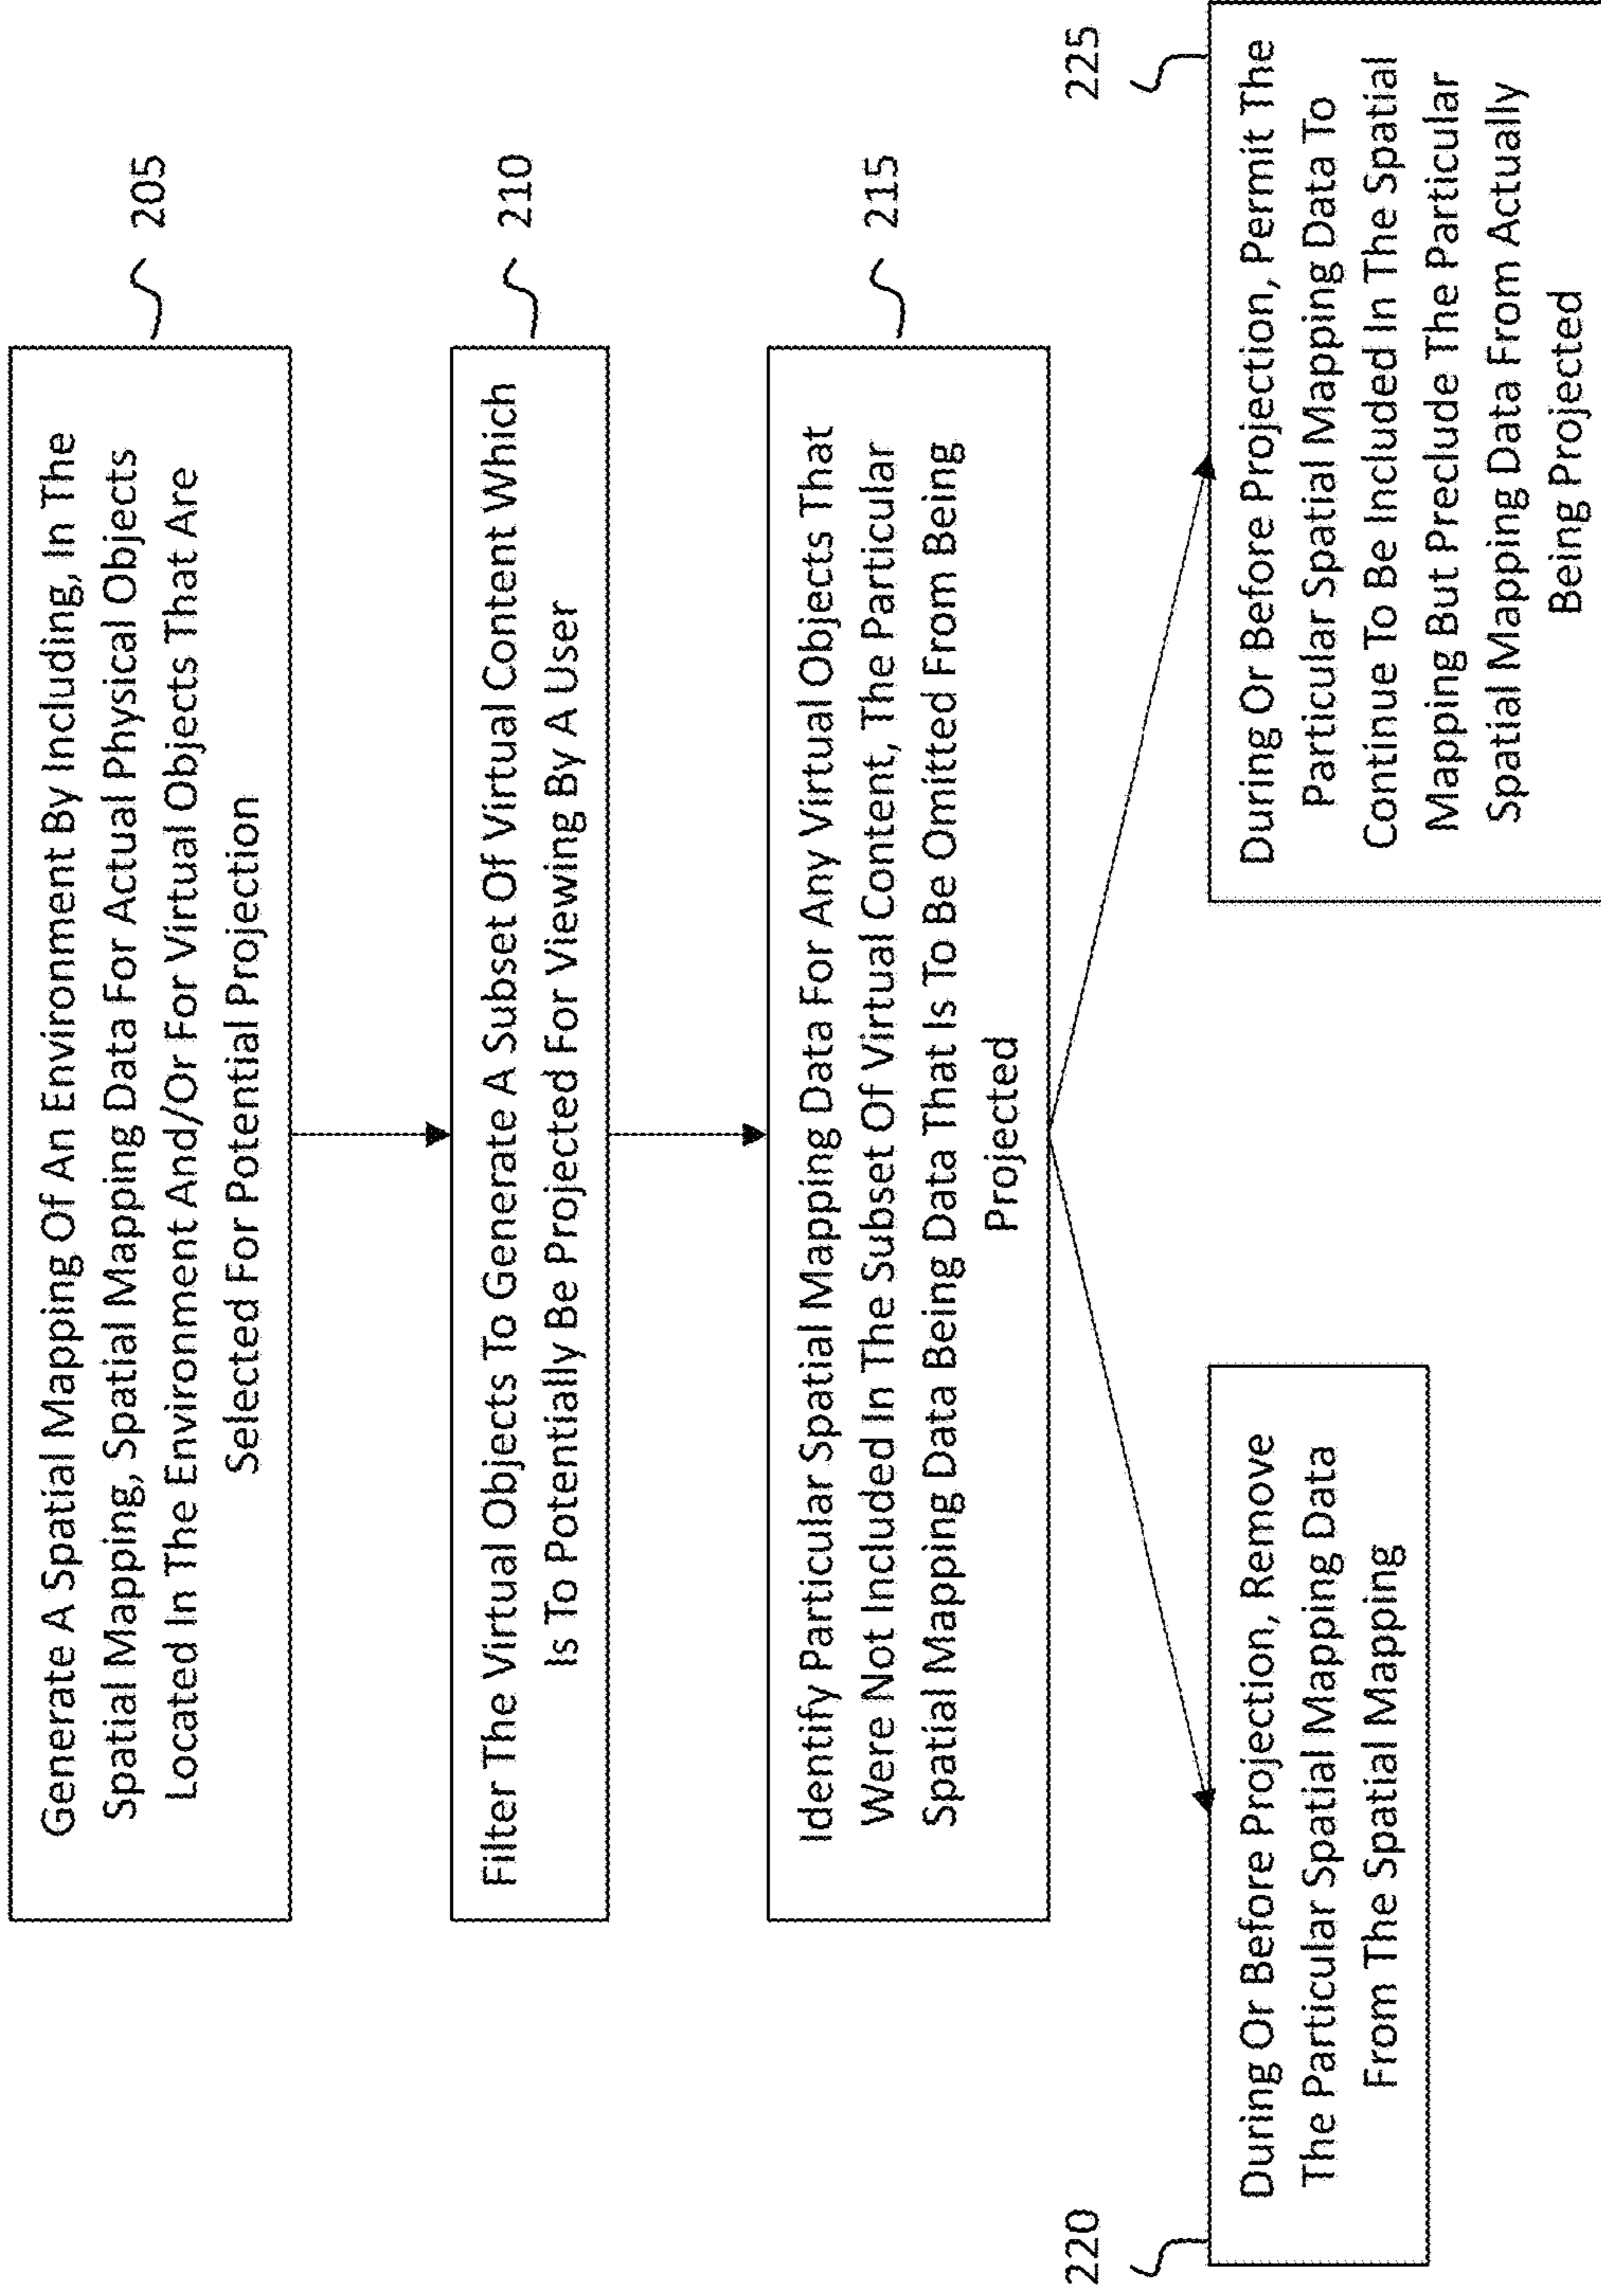 Generate A Spatial Mapping Of An Environment By Including, In The
Spatial Mapping, Spatial Mapping Data For Actual Physical Objects
Located In The Environment And/Or For Virtual Objects That Are
Selected For Potential Projection
205
Filter The Virtual Objects To Generate A Subset Of Virtual Content Which
Is To Potentially Be Projected For Viewing By A User
210
Identify Particular Spatial Mapping Data For Any Virtual Objects That
Were Not Included In The Subset Of Virtual Content, The Particular
Spatial Mapping Data Being Data That Is To Be Omitted From Being
Projected
215
220
During Or Before Projection, Remove
The Particular Spatial Mapping Data
From The Spatial Mapping
225
During Or Before Projection, Permit The
Particular Spatial Mapping Data To
Continue To Be Included In The Spatial
Mapping But Preclude The Particular
Spatial Mapping Data From Actually
Being Projected